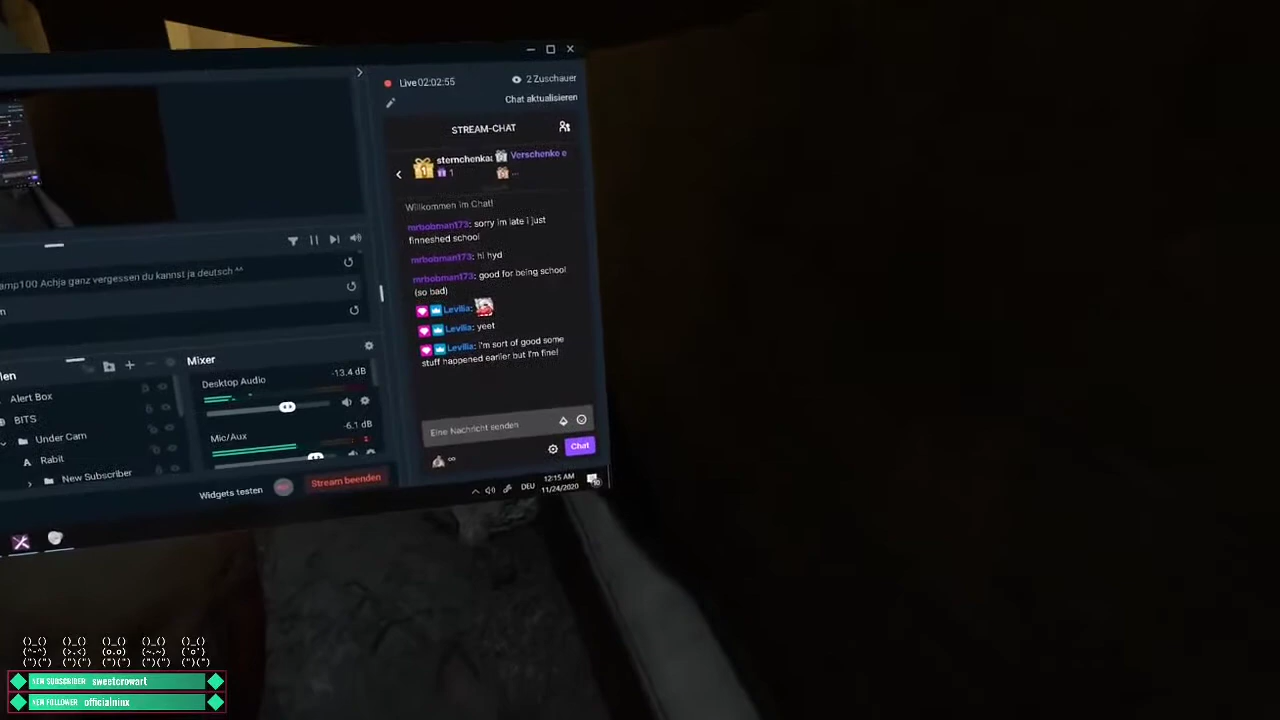 Live 02:02:55
2 Zuschauer
Chat aktualisieren
STREAM-CHAT
sternchenka
1
Verschenke e
...
Willkommen im Chat!
mrbobman173: sorry im late i just
finneshed school
mrbobman173: hi hyd
mrbobman173: good for being school
(so bad)
Levilia:
Levilia: yeet
Levilia: i'm sort of good some
stuff happened earlier but I'm fine!
Eine Nachricht senden
Chat
amp100 Achja ganz vergessen du kannst ja deutsch ^^
len
Alert Box
BITS
Under Cam
Rabit
New Subscriber
Mixer
Desktop Audio
-13.4 dB
Mic/Aux
-6.1 dB
Widgets testen
Stream beenden
DEU
12:15 AM
11/24/2020
()_() ()_() ()_() ()_() ()_()
(^-^) (>.<) (o.o) (~.~) ('o')
(")(") (")(") (")(") (")(") (")(")
NEW SUBSCRIBER sweetcrowart
NEW FOLLOWER officialninx